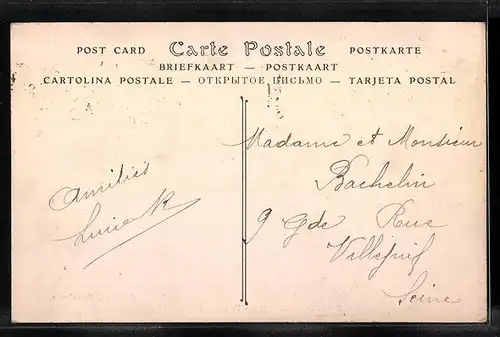 POST CARD Carte Postale POSTKARTE
BRIEFKAART — POSTKAART
CARTOLINA POSTALE — ОТКРЫТОЕ ПИСЬМО — TARJETA POSTAL
Amitiés
Lucie R
Madame et Monsieur
Bachelin
9 Gde Rue
Villejuif
Seine